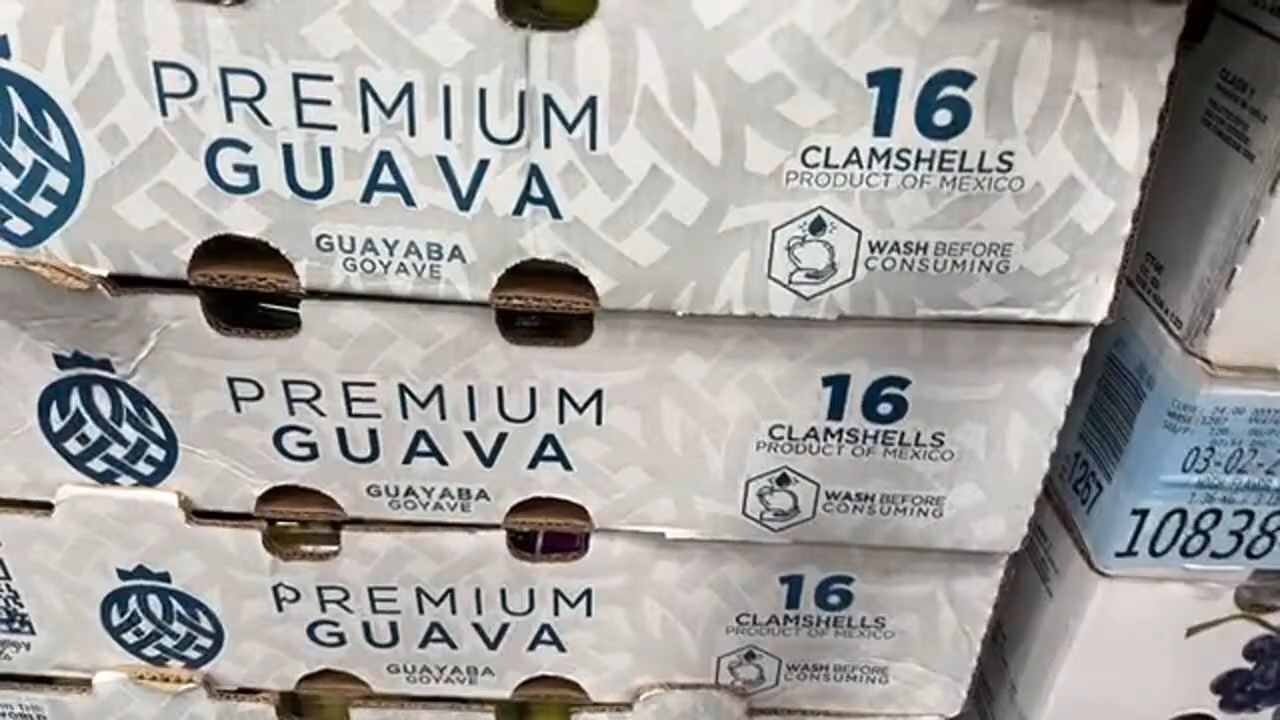 PREMIUM
GUAVA
GUAYABA
GOYAVE
16
CLAMSHELLS
PRODUCT OF MEXICO
WASH BEFORE
CONSUMING
PREMIUM
GUAVA
GUAYABA
GOYAVE
16
CLAMSHELLS
PRODUCT OF MEXICO
WASH BEFORE
CONSUMING
PREMIUM
GUAVA
GUAYABA
GOYAVE
16
CLAMSHELLS
PRODUCT OF MEXICO
WASH BEFORE
CONSUMING
03-02-2
1267
10838